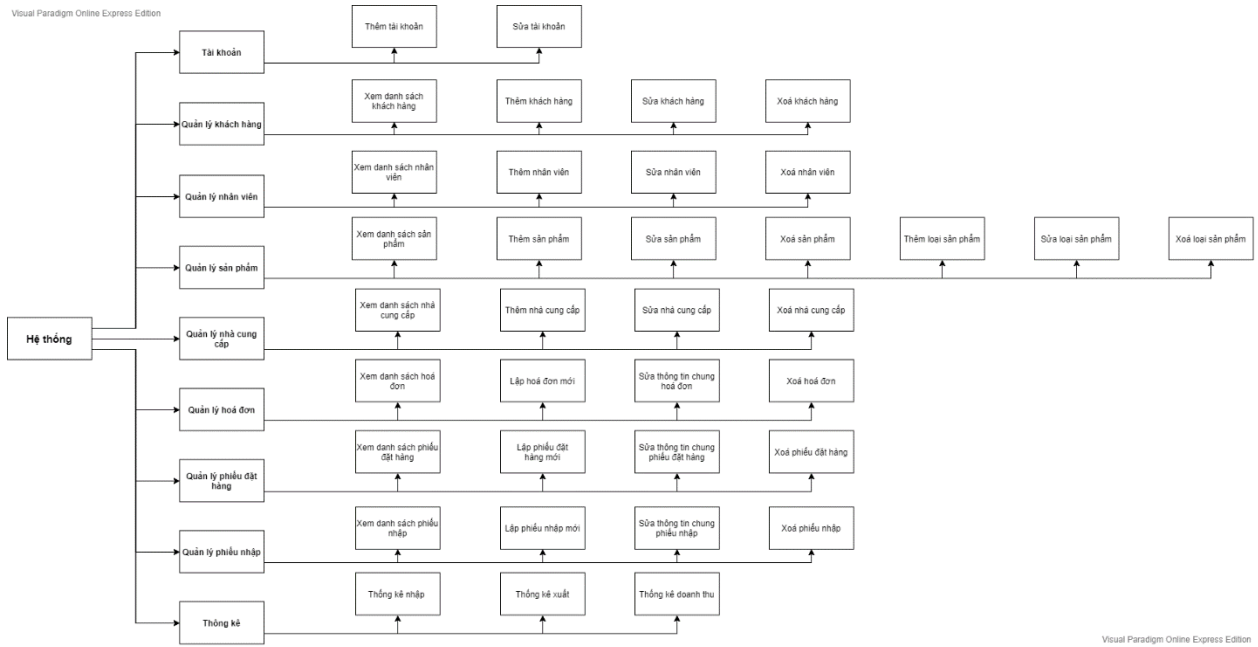 Visual Paradigm Online Express Edition
Thêm tài khoản
Sửa tài khoản
Tài khoản
Xem danh sách
khách hàng
Thêm khách hàng
Sửa khách hàng
Xoá khách hàng
Quản lý khách hàng
Xem danh sách nhân
viên
Thêm nhân viên
Sửa nhân viên
Xoá nhân viên
Quản lý nhân viên
Xem danh sách sản
phẩm
Thêm sản phẩm
Sửa sản phẩm
Xoá sản phẩm
Thêm loại sản phẩm
Sửa loại sản phẩm
Xoá loại sản phẩm
Quản lý sản phẩm
Xem danh sách nhá
cung cấp
Thêm nhà cung cấp
Sửa nhà cung cấp
Xoá nhà cung cấp
Quản lý nhà cung
cấp
Hệ thống
Xem danh sách hoá
đơn
Lập hoá đơn mới
Sửa thông tin chung
hoá đơn
Xoá hoá đơn
Quản lý hoá đơn
Xem danh sách phiếu
đặt hàng
Lập phiếu đặt
hàng mới
Sửa thông tin chung
phiếu đặt hàng
Xoá phiếu đặt hàng
Quản lý phiếu đặt
hàng
Xem danh sách phiếu
nhập
Lập phiếu nhập mới
Sửa thông tin chung
phiếu nhập
Xoá phiếu nhập
Quản lý phiếu nhập
Thống kê nhập
Thống kê xuất
Thống kê doanh thu
Thông kê
Visual Paradigm Online Express Edition